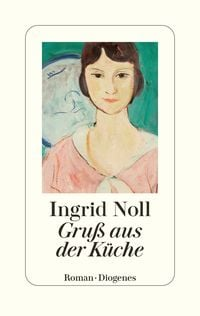 Ingrid Noll
Gruß aus
der Küche
Roman · Diogenes